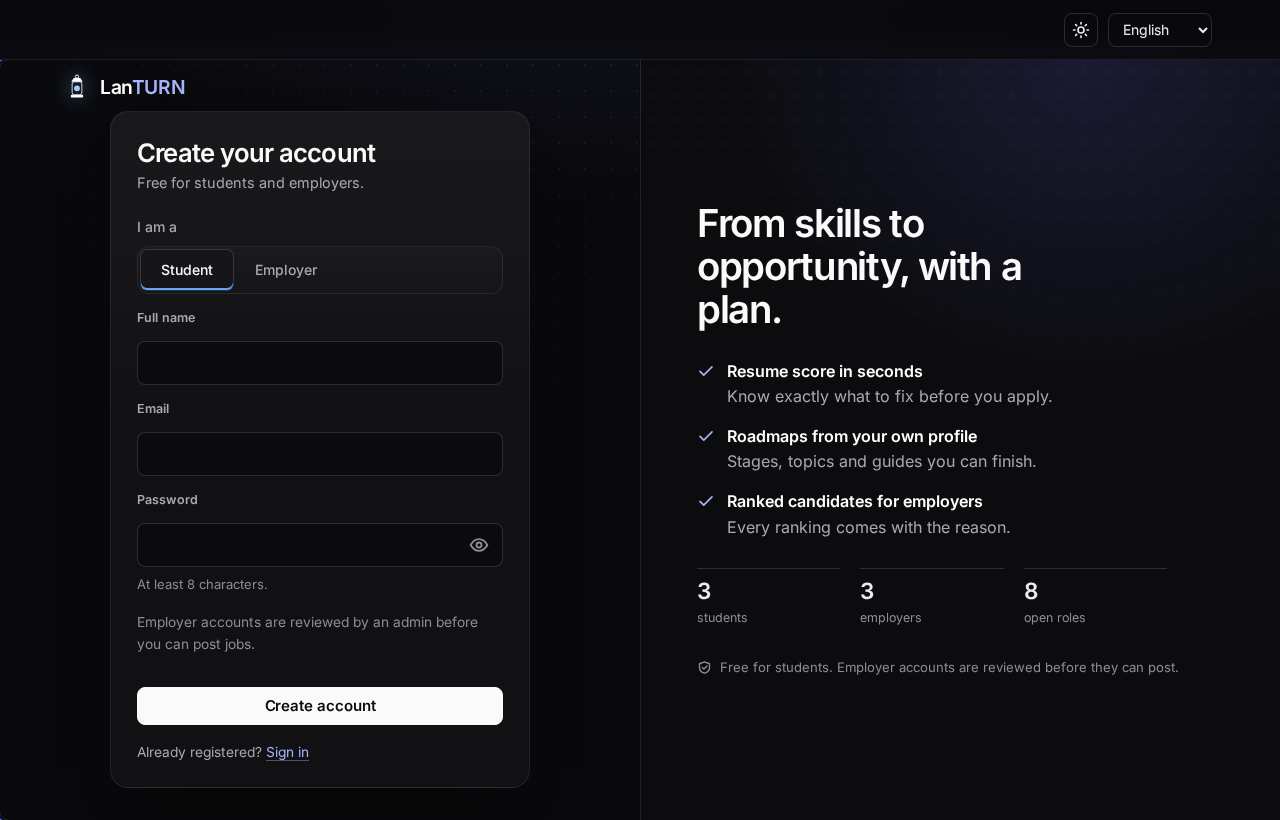 English
LanTURN
Create your account
Free for students and employers.
I am a
Student
Employer
Full name
Email
Password
At least 8 characters.
Employer accounts are reviewed by an admin before
you can post jobs.
Create account
Already registered? Sign in
From skills to
opportunity, with a
plan.
Resume score in seconds
Know exactly what to fix before you apply.
Roadmaps from your own profile
Stages, topics and guides you can finish.
Ranked candidates for employers
Every ranking comes with the reason.
3
students
3
employers
8
open roles
Free for students. Employer accounts are reviewed before they can post.